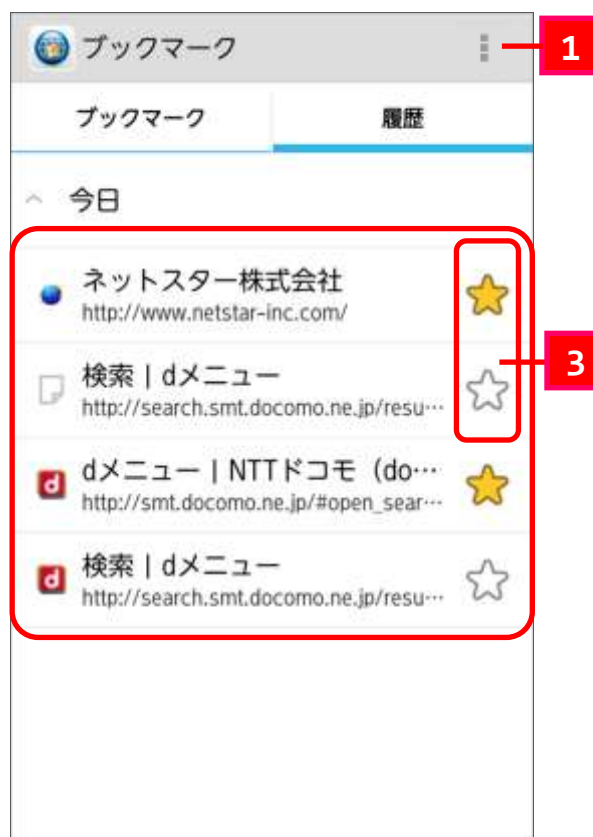 ブックマーク
1
ブックマーク 履歴
今日
ネットスター株式会社
http://www.netstar-inc.com/
検索 | dメニュー
http://search.smt.docomo.ne.jp/resu…
3
dメニュー | NTTドコモ（do…
http://smt.docomo.ne.jp/#open_sear…
検索 | dメニュー
http://search.smt.docomo.ne.jp/resu…